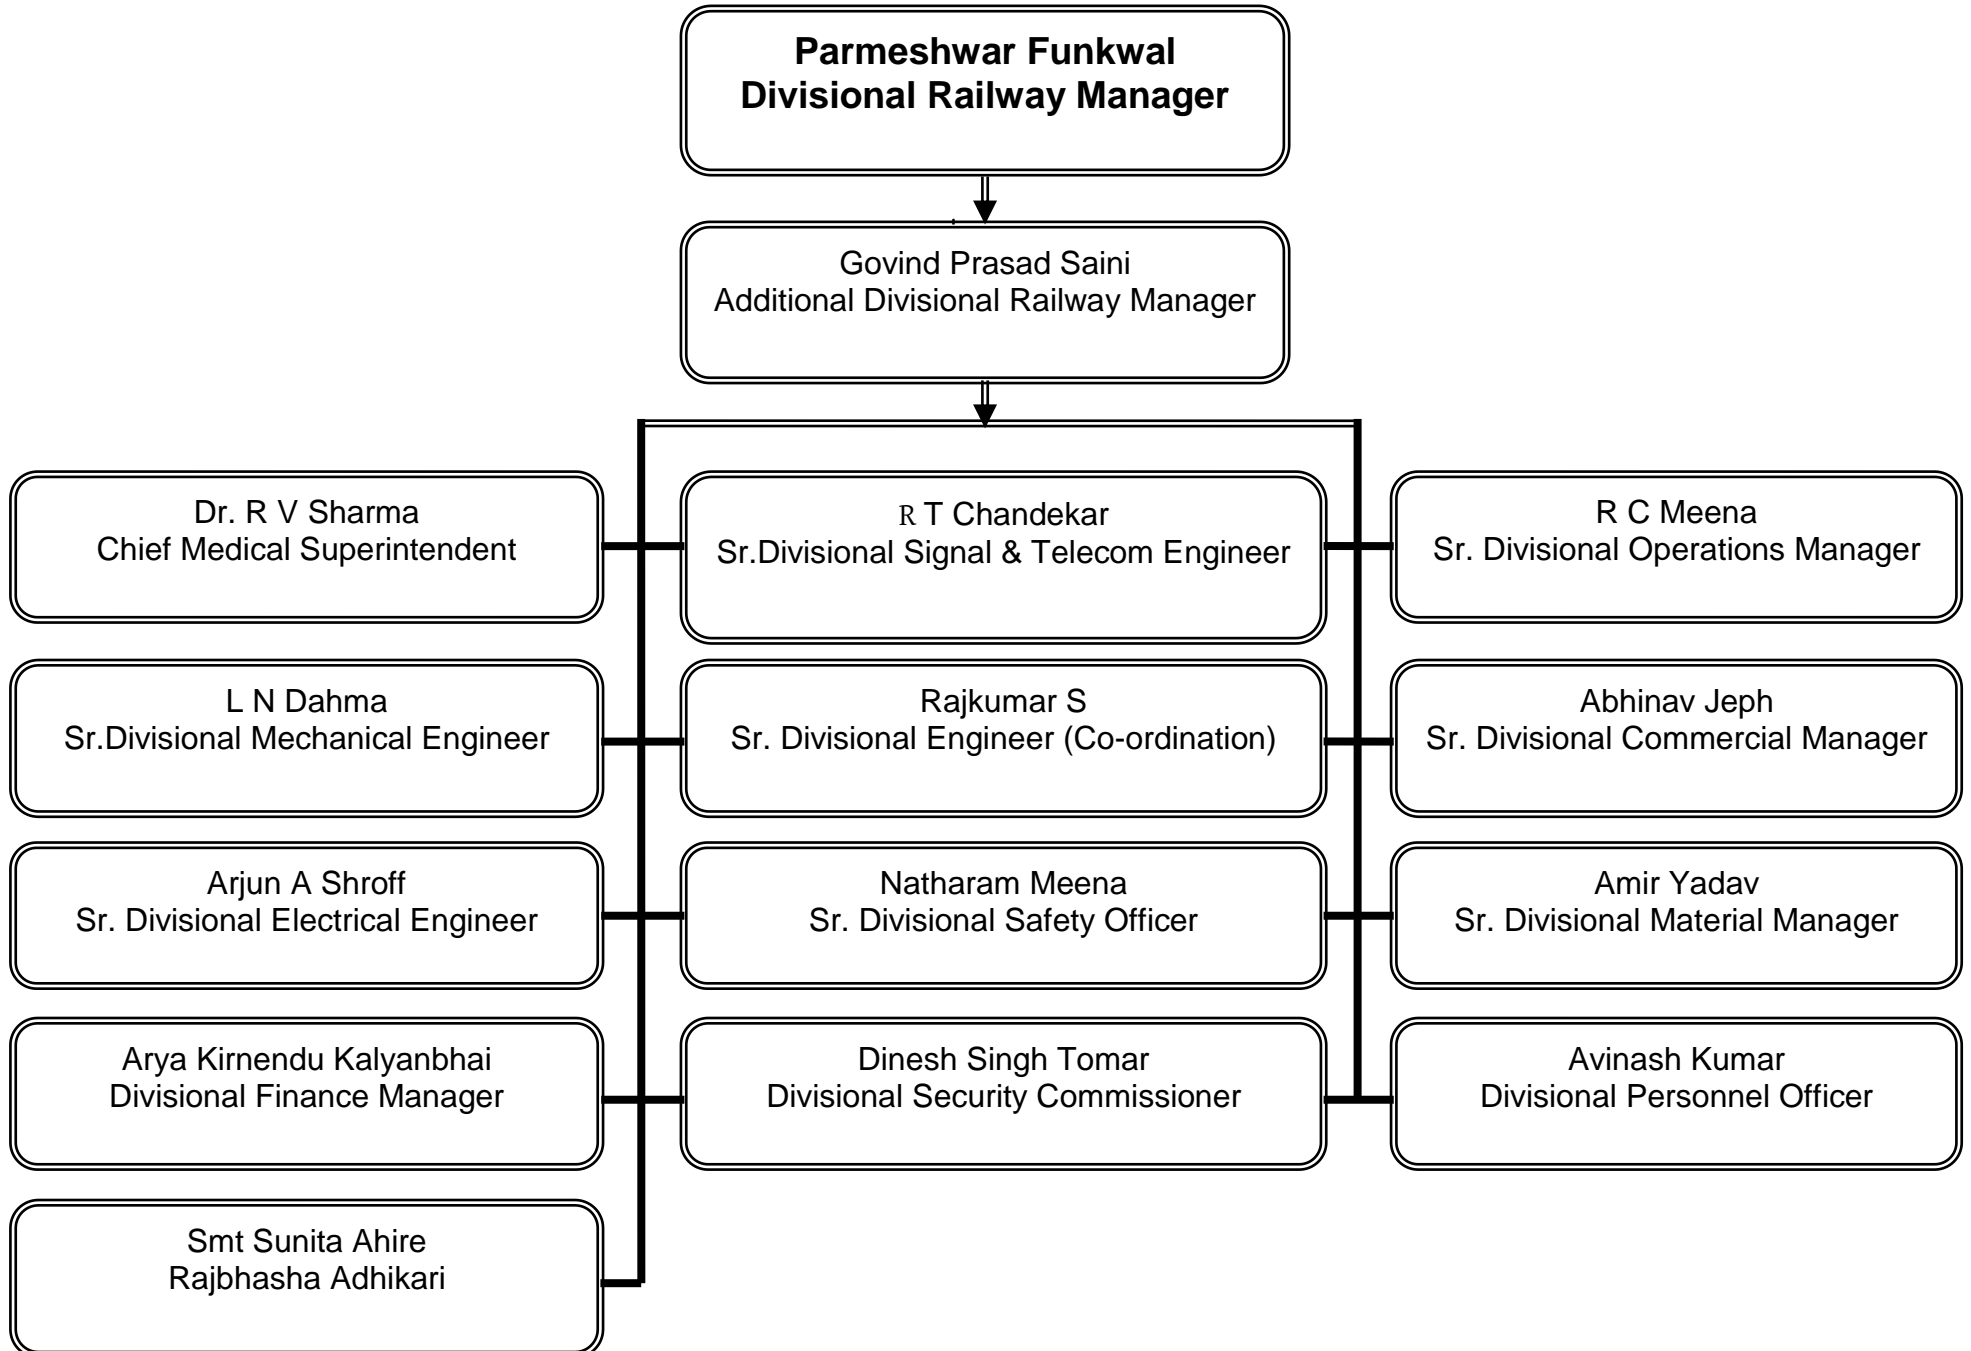 Parmeshwar Funkwal
Divisional Railway Manager
Govind Prasad Saini
Additional Divisional Railway Manager
Dr. R V Sharma
Chief Medical Superintendent
R T Chandekar
Sr.Divisional Signal & Telecom Engineer
R C Meena
Sr. Divisional Operations Manager
L N Dahma
Sr.Divisional Mechanical Engineer
Rajkumar S
Sr. Divisional Engineer (Co-ordination)
Abhinav Jeph
Sr. Divisional Commercial Manager
Arjun A Shroff
Sr. Divisional Electrical Engineer
Natharam Meena
Sr. Divisional Safety Officer
Amir Yadav
Sr. Divisional Material Manager
Arya Kirnendu Kalyanbhai
Divisional Finance Manager
Dinesh Singh Tomar
Divisional Security Commissioner
Avinash Kumar
Divisional Personnel Officer
Smt Sunita Ahire
Rajbhasha Adhikari